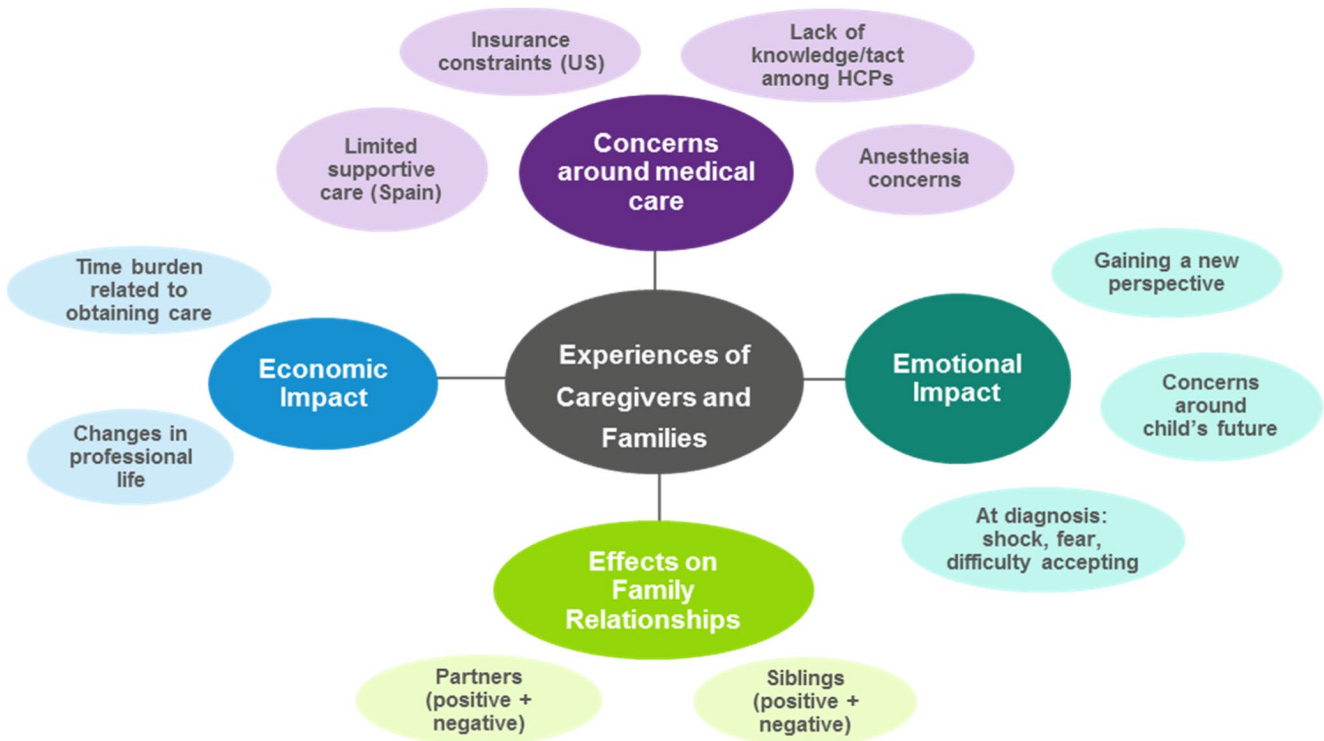 Insurance
constraints (US)
Lack of
knowledge/tact
among HCPs
Limited
supportive
care (Spain)
Concerns
around medical
care
Anesthesia
concerns
Time burden
related to
obtaining care
Gaining a new
perspective
Economic
Impact
Experiences of
Caregivers and
Families
Emotional
Impact
Concerns
around
child’s future
Changes in
professional
life
At diagnosis:
shock, fear,
difficulty accepting
Effects on
Family
Relationships
Partners
(positive +
negative)
Siblings
(positive +
negative)